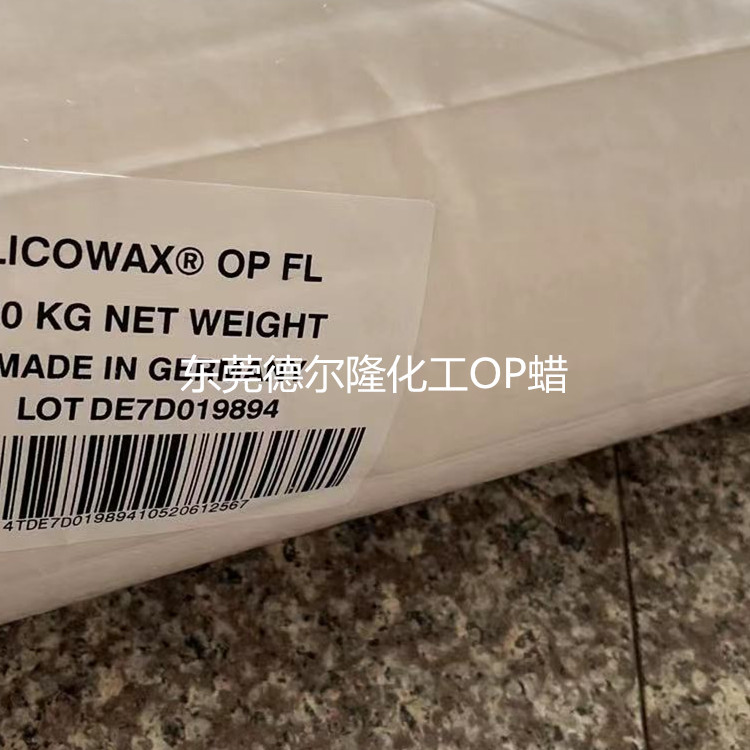 LICOWAX® OP FL
0 KG NET WEIGHT
MADE IN GERMANY
东莞德尔隆化工OP蜡
LOT DE7D019894
4TDE7D01989410520612567